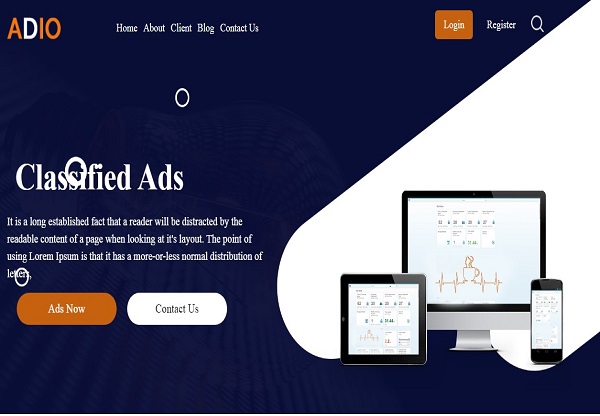 ADIO
Home About Client Blog Contact Us
Login Register
Classified Ads
It is a long established fact that a reader will be distracted by the
readable content of a page when looking at it's layout. The point of
using Lorem Ipsum is that it has a more-or-less normal distribution of
letters,
Ads Now Contact Us